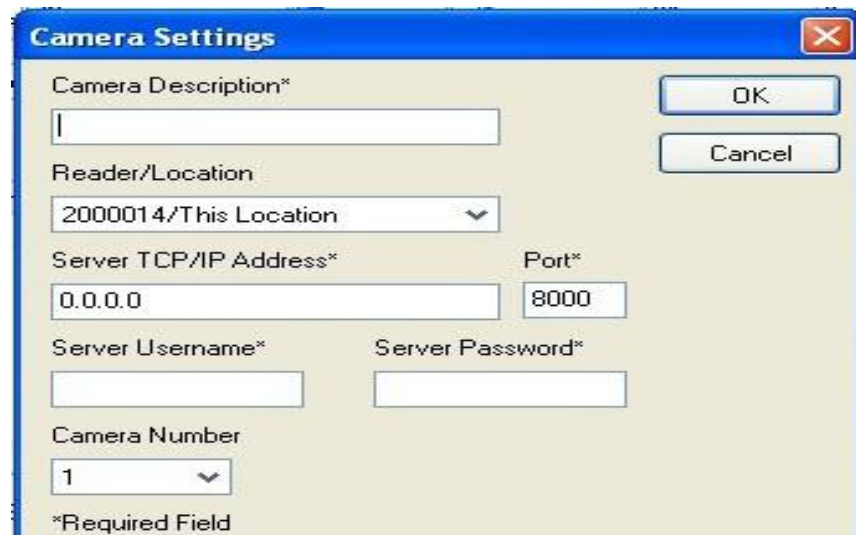 Camera Settings
Camera Description*
OK
Cancel
Reader/Location
2000014/This Location
Server TCP/IP Address* Port*
0.0.0.0 8000
Server Username* Server Password*
Camera Number
1
*Required Field